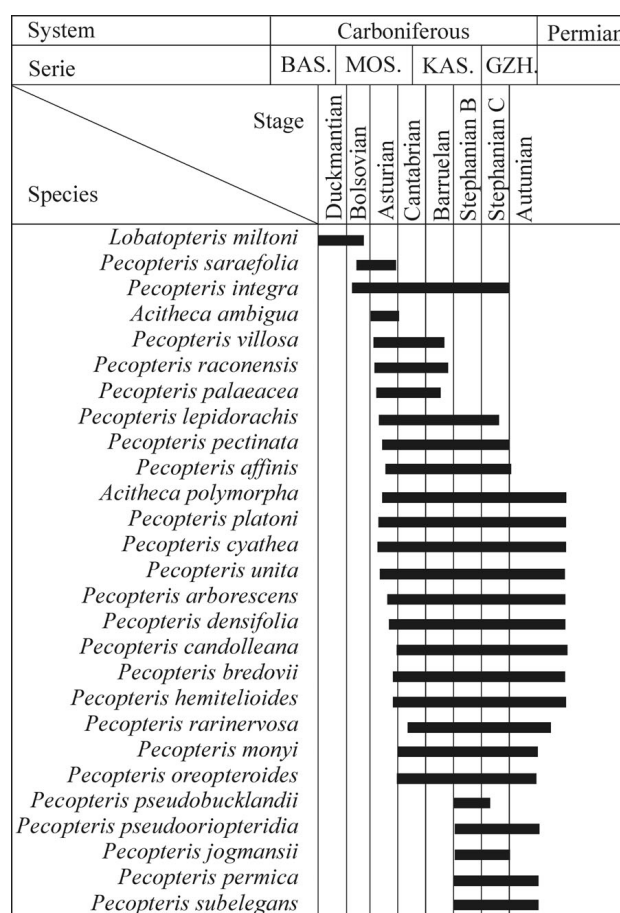 System Carboniferous Permian
Serie BAS. MOS. KAS. GZH.
Stage Duckmantian Bolsovian Asturian Cantabrian Barruelan Stephanian B Stephanian C Autunian
Species
Lobatopteris miltoni
Pecopteris saraefolia
Pecopteris integra
Acitheca ambigua
Pecopteris villosa
Pecopteris raconensis
Pecopteris palaeacea
Pecopteris lepidorachis
Pecopteris pectinata
Pecopteris affinis
Acitheca polymorpha
Pecopteris platoni
Pecopteris cyathea
Pecopteris unita
Pecopteris arborescens
Pecopteris densifolia
Pecopteris candolleana
Pecopteris bredovii
Pecopteris hemitelioides
Pecopteris rarinervosa
Pecopteris monyi
Pecopteris oreopteroides
Pecopteris pseudobucklandii
Pecopteris pseudooriopteridia
Pecopteris jogmansii
Pecopteris permica
Pecopteris subelegans